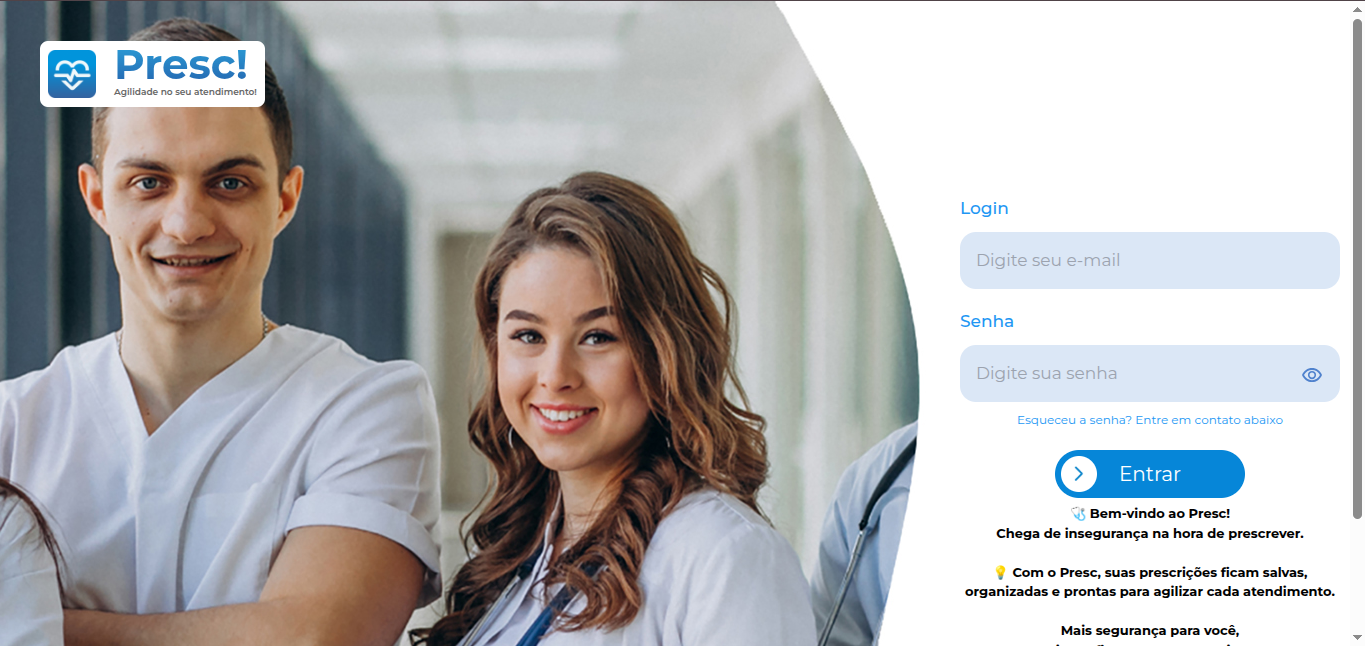 Presc!
Agilidade no seu atendimento!
Login
Digite seu e-mail
Senha
Digite sua senha
Esqueceu a senha? Entre em contato abaixo
Entrar
🩺 Bem-vindo ao Presc!
Chega de insegurança na hora de prescrever.
💡 Com o Presc, suas prescrições ficam salvas,
organizadas e prontas para agilizar cada atendimento.
Mais segurança para você,